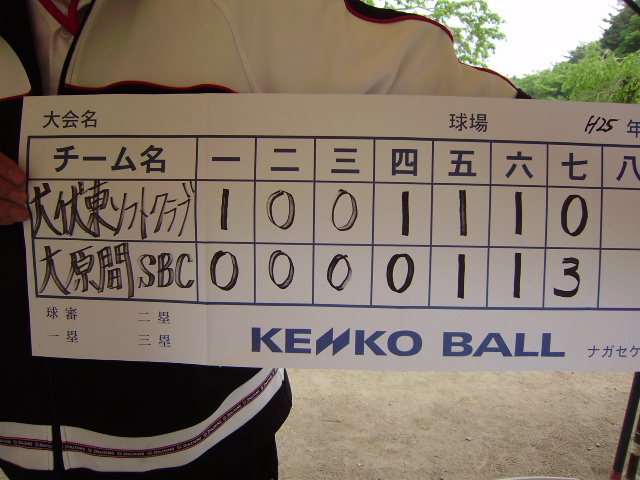 大会名 球場 H25 年
チーム名 一 二 三 四 五 六 七 八
犬伏東ソフトクラブ 1 0 0 1 1 1 0
大原間SBC 0 0 0 0 1 1 3
球審 二塁
一塁 三塁
KENKO BALL ナガセケ